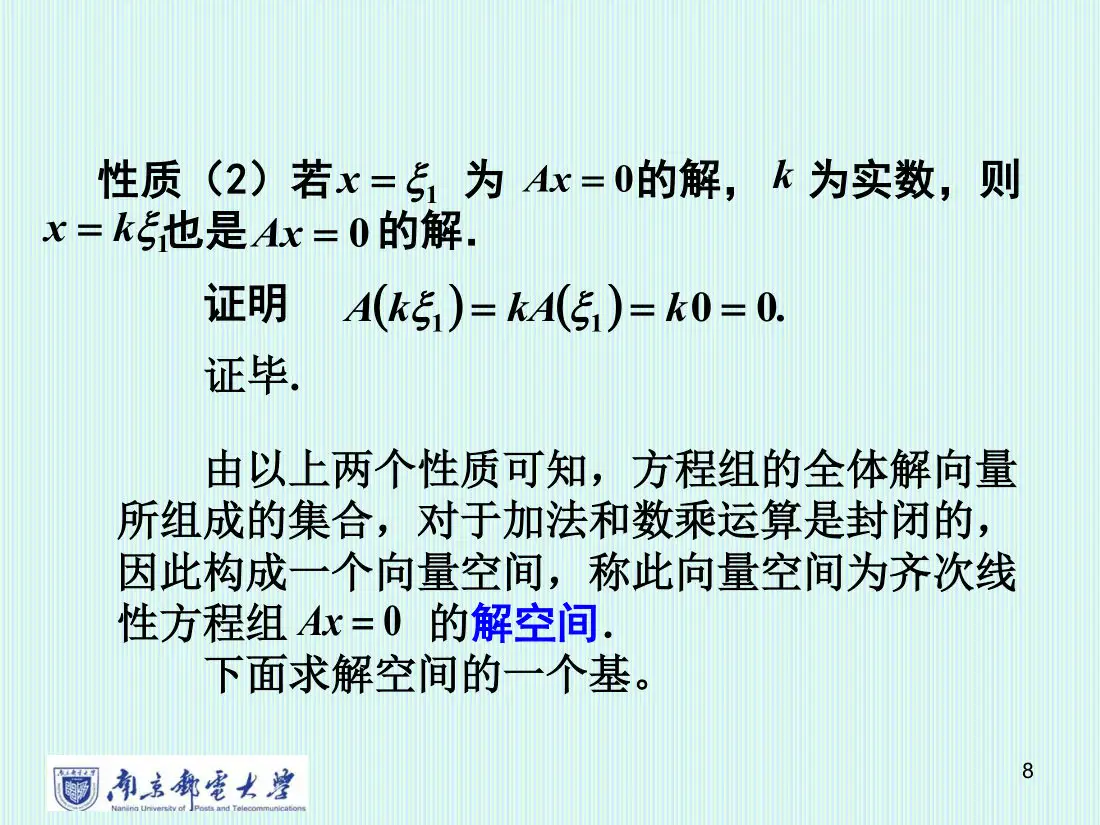 性质（2）若 x = ξ₁ 为 Ax = 0的解， k 为实数，则
x = kξ₁也是Ax = 0 的解.
证明 A(kξ₁) = kA(ξ₁) = k0 = 0.
证毕.
由以上两个性质可知，方程组的全体解向量
所组成的集合，对于加法和数乘运算是封闭的，
因此构成一个向量空间，称此向量空间为齐次线
性方程组 Ax = 0 的解空间.
下面求解空间的一个基。
南京邮电大学
Nanjing University of Posts and Telecommunications
8